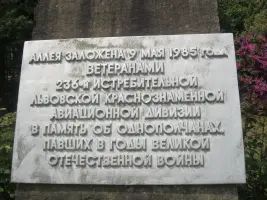 АЛЛЕЯ ЗАЛОЖЕНА 9 МАЯ 1985 года
ВЕТЕРАНАМИ
236-й ИСТРЕБИТЕЛЬНОЙ
ЛЬВОВСКОЙ КРАСНОЗНАМЕННОЙ
АВИАЦИОННОЙ ДИВИЗИИ
В ПАМЯТЬ ОБ ОДНОПОЛЧАНАХ,
ПАВШИХ В ГОДЫ ВЕЛИКОЙ
ОТЕЧЕСТВЕННОЙ ВОЙНЫ